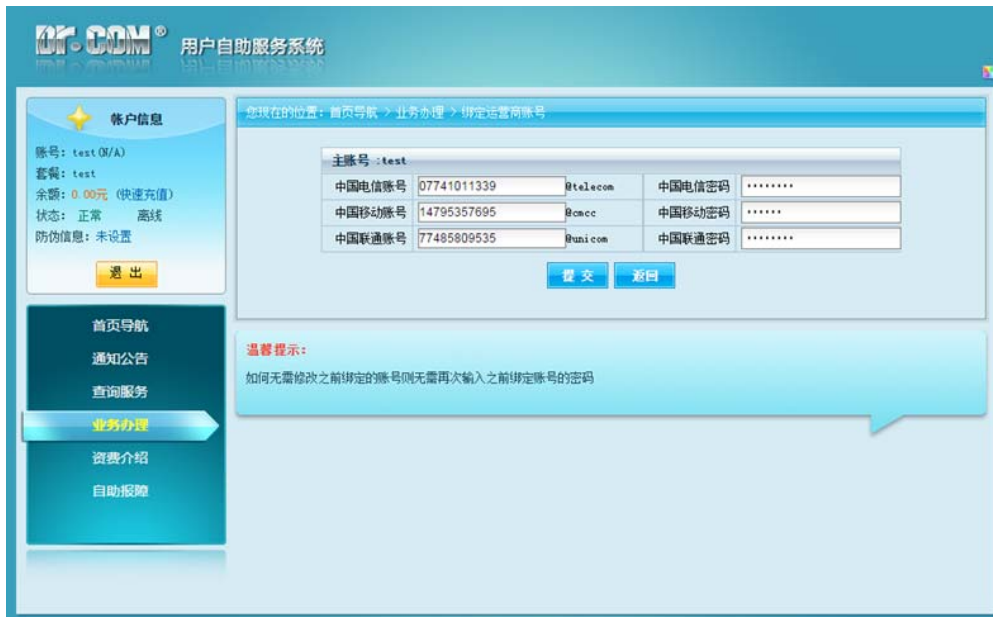 Dr.COM® 用户自助服务系统
帐户信息
账号: test(N/A)
套餐: test
余额: 0.00元 (快速充值)
状态: 正常 离线
防伪信息: 未设置
退 出
首页导航
通知公告
查询服务
业务办理
资费介绍
自助报障
您现在的位置: 首页导航 > 业务办理 > 绑定运营商账号
主账号 :test
中国电信账号 07741011339 @telecom 中国电信密码 ••••••••
中国移动账号 14795357695 @cmcc 中国移动密码 ••••••
中国联通账号 77485809535 @unicom 中国联通密码 ••••••••
提 交 返回
温馨提示:
如何无需修改之前绑定的账号则无需再次输入之前绑定账号的密码